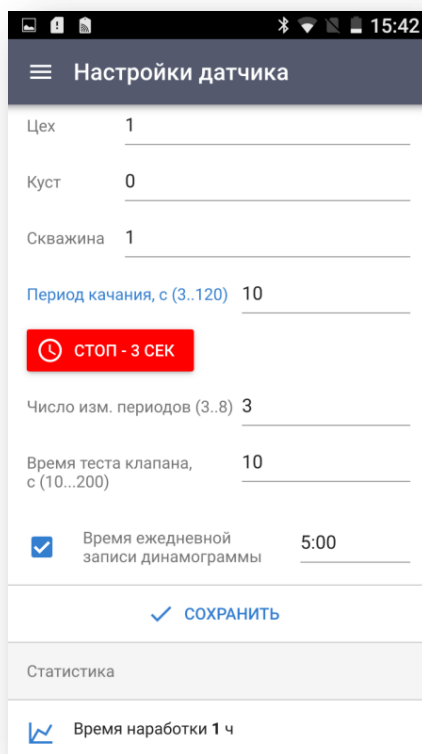 15:42
Настройки датчика
Цех 1
Куст 0
Скважина 1
Период качания, с (3..120) 10
СТОП - 3 СЕК
Число изм. периодов (3..8) 3
Время теста клапана, 10
с (10...200)
Время ежедневной 5:00
записи динамограммы
СОХРАНИТЬ
Статистика
Время наработки 1 ч